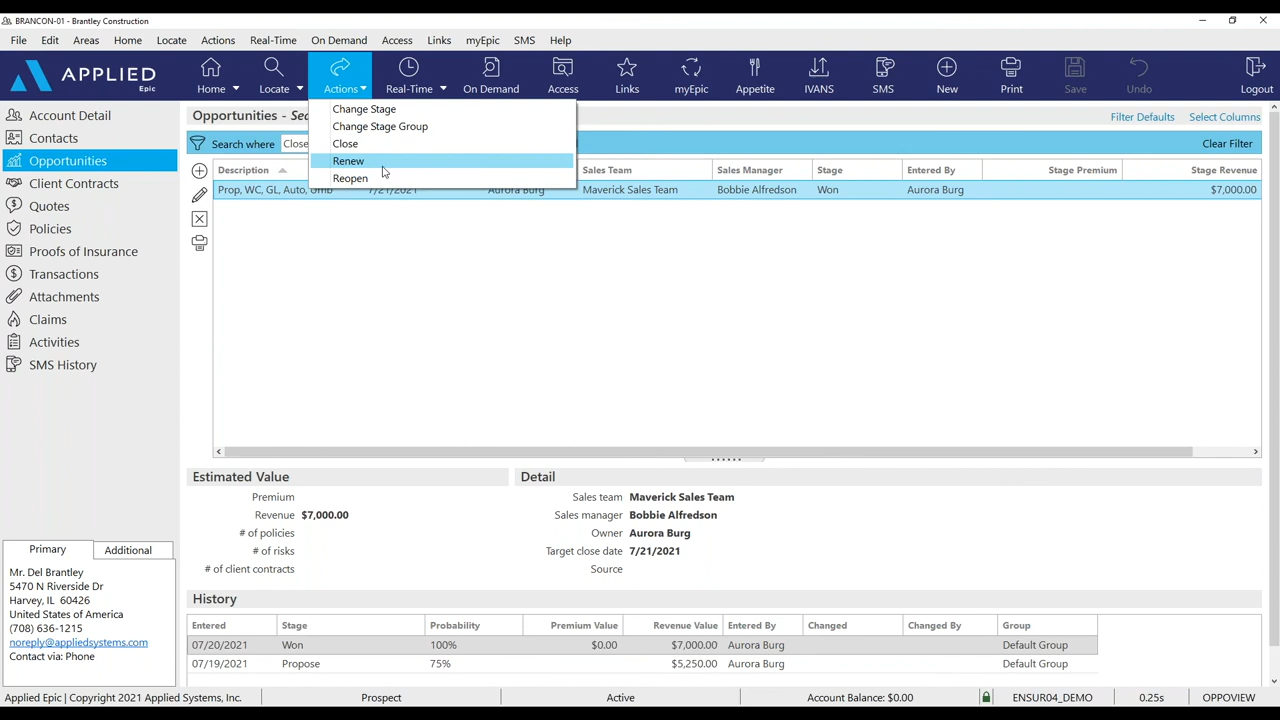 BRANCON-01 - Brantley Construction
File Edit Areas Home Locate Actions Real-Time On Demand Access Links myEpic SMS Help
APPLIED Epic
Home Locate Actions Real-Time On Demand Access Links myEpic Appetite IVANS SMS New Print Save Undo Logout
Account Detail
Contacts
Opportunities
Client Contracts
Quotes
Policies
Proofs of Insurance
Transactions
Attachments
Claims
Activities
SMS History
Primary Additional
Mr. Del Brantley
5470 N Riverside Dr
Harvey, IL 60426
United States of America
(708) 636-1215
noreply@appliedsystems.com
Contact via: Phone
Change Stage
Change Stage Group
Close
Renew
Reopen
Opportunities - Filter Defaults Select Columns
Search where Close Clear Filter
Description Sales Team Sales Manager Stage Entered By Stage Premium Stage Revenue
Prop, WC, GL, Auto, Umb 7/21/2021 Aurora Burg Maverick Sales Team Bobbie Alfredson Won Aurora Burg $7,000.00
Estimated Value
Premium
Revenue $7,000.00
# of policies
# of risks
# of client contracts
Detail
Sales team Maverick Sales Team
Sales manager Bobbie Alfredson
Owner Aurora Burg
Target close date 7/21/2021
Source
History
Entered Stage Probability Premium Value Revenue Value Entered By Changed Changed By Group
07/20/2021 Won 100% $0.00 $7,000.00 Aurora Burg Default Group
07/19/2021 Propose 75% $5,250.00 Aurora Burg Default Group
Applied Epic | Copyright 2021 Applied Systems, Inc. Prospect Active Account Balance: $0.00 ENSUR04_DEMO 0.25s OPPOVIEW